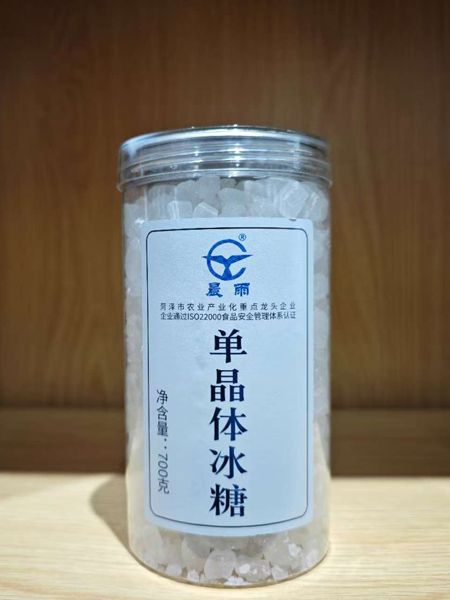 ®
晨雨
菏泽市农业产业化重点龙头企业
企业通过ISO22000食品安全管理体系认证
单晶体冰糖
净含量：700克